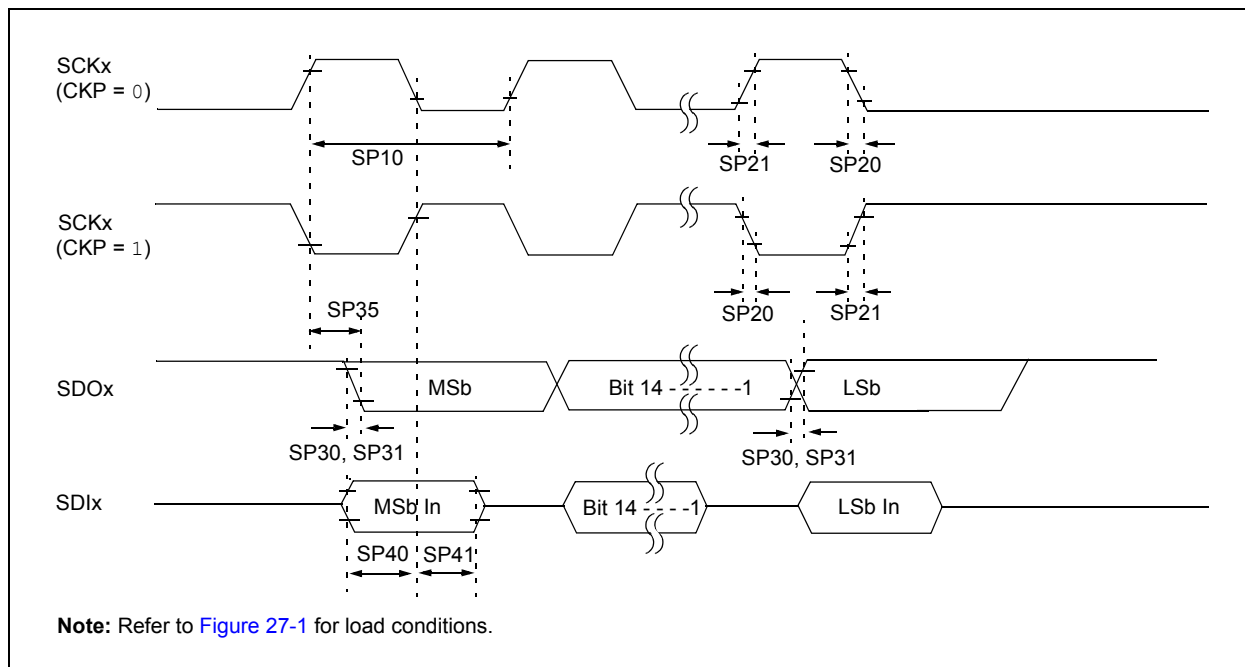 SCKx
(CKP = 0)
SP10
SP21
SP20
SCKx
(CKP = 1)
SP35
SP20
SP21
SDOx
MSb
Bit 14 - - - - - -1
LSb
SP30, SP31
SP30, SP31
SDIx
MSb In
Bit 14 - - - -1
LSb In
SP40
SP41
Note: Refer to Figure 27-1 for load conditions.